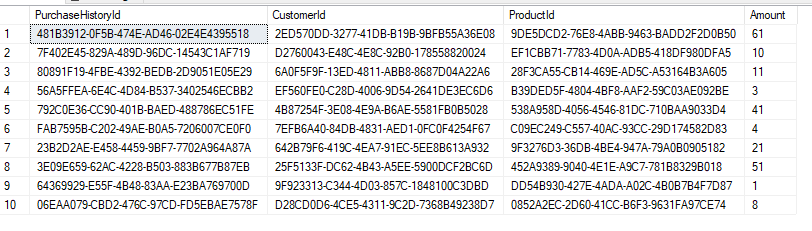 PurchaseHistoryId CustomerId ProductId Amount
1 481B3912-0F5B-474E-AD46-02E4E4395518 2ED570DD-3277-41DB-B19B-9BFB55A36E08 9DE5DCD2-76E8-4ABB-9463-BADD2F2D0B50 61
2 7F402E45-829A-489D-96DC-14543C1AF719 D2760043-E48C-4E8C-92B0-178558820024 EF1CBB71-7783-4D0A-ADB5-418DF980DFA5 10
3 80891F19-4FBE-4392-BEDB-2D9051E05E29 6A0F5F9F-13ED-4811-ABB8-8687D04A22A6 28F3CA55-CB14-469E-AD5C-A53164B3A605 11
4 56A5FFEA-6E4C-4D84-B537-3402546ECBB2 EF560FE0-C28D-4006-9D54-2641DE3EC6D6 B39DED5F-4804-4BF8-AAF2-59C03AE092BE 3
5 792C0E36-CC90-401B-BAED-488786EC51FE 4B87254F-3E08-4E9A-B6AE-5581FB0B5028 538A958D-4056-4546-81DC-710BAA9033D4 41
6 FAB7595B-C202-49AE-B0A5-7206007CE0F0 7EFB6A40-84DB-4831-AED1-0FC0F4254F67 C09EC249-C557-40AC-93CC-29D174582D83 4
7 23B2D2AE-E458-4459-9BF7-7702A964A87A 642B79F6-419C-4EA7-91EC-5EE8B613A932 9F3276D3-36DB-4BE4-947A-79A0B0905182 21
8 3E09E659-62AC-4228-B503-883B677B87EB 25F5133F-DC62-4B43-A5EE-5900DCF2BC6D 452A9389-9040-4E1E-A9C7-781B8329B018 51
9 64369929-E55F-4B48-83AA-E23BA769700D 9F923313-C344-4D03-857C-1848100C3DBD DD54B930-427E-4ADA-A02C-4B0B7B4F7D87 1
10 06EAA079-CBD2-476C-97CD-FD5EBAE7578F D28CD0D6-4CE5-4311-9C2D-7368B49238D7 0852A2EC-2D60-41CC-B6F3-9631FA97CE74 8